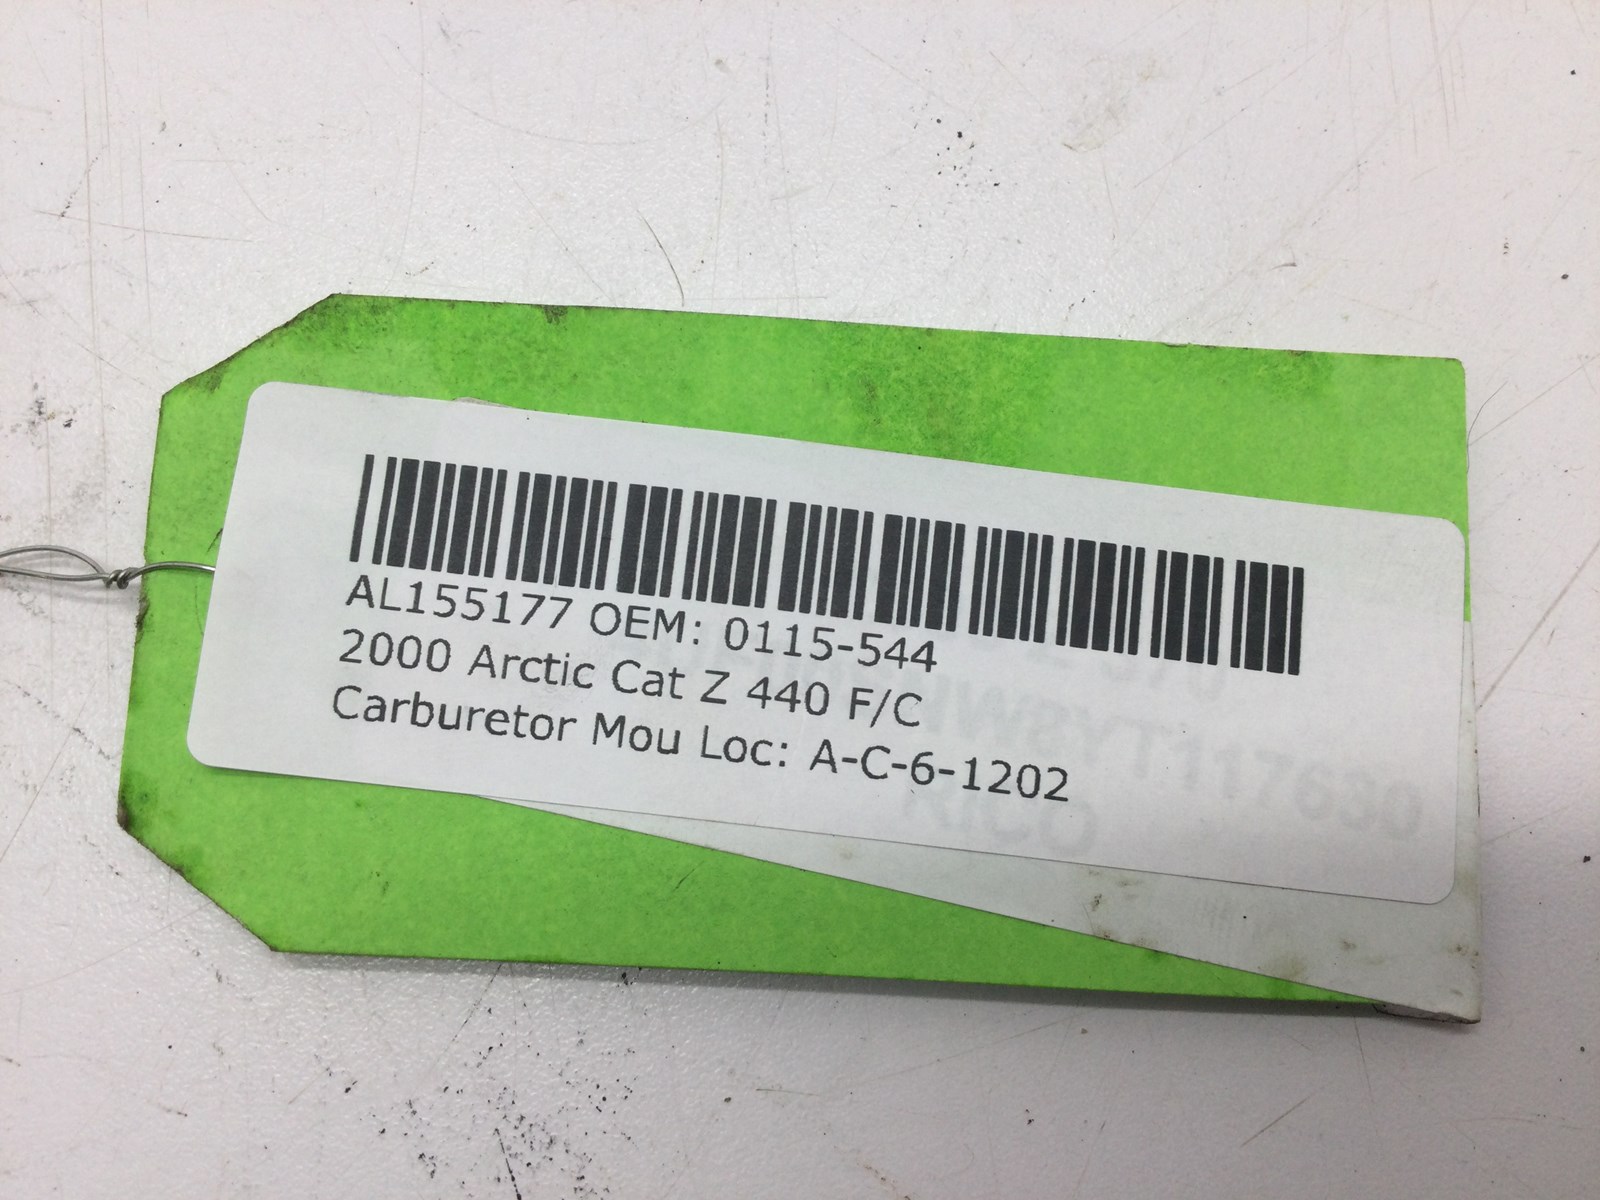 AL155177 OEM: 0115-544
2000 Arctic Cat Z 440 F/C
Carburetor Mou Loc: A-C-6-1202